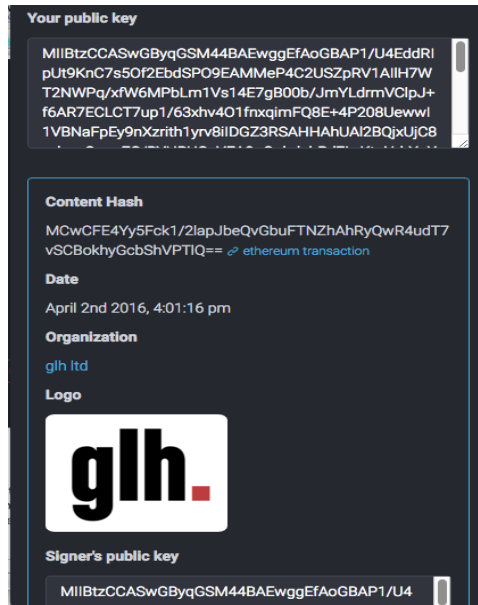 Your public key
MIIBtzCCASwGByqGSM44BAEwggEfAoGBAP1/U4EddRI
pUt9KnC7s5Of2EbdSPO9EAMMeP4C2USZpRV1AIlH7W
T2NWPq/xfW6MPbLm1Vs14E7gB00b/JmYLdrmVClpJ+
f6AR7ECLCT7up1/63xhv4O1fnxqimFQ8E+4P208UewwI
1VBNaFpEy9nXzrith1yrv8iIDGZ3RSAHHAhUAl2BQjxUjC8
Content Hash
MCwCFE4Yy5Fck1/2lapJbeQvGbuFTNZhAhRyQwR4udT7
vSCBokhyGcbShVPTlQ== ethereum transaction
Date
April 2nd 2016, 4:01:16 pm
Organization
glh ltd
Logo
glh.
Signer's public key
MIIBtzCCASwGByqGSM44BAEwggEfAoGBAP1/U4